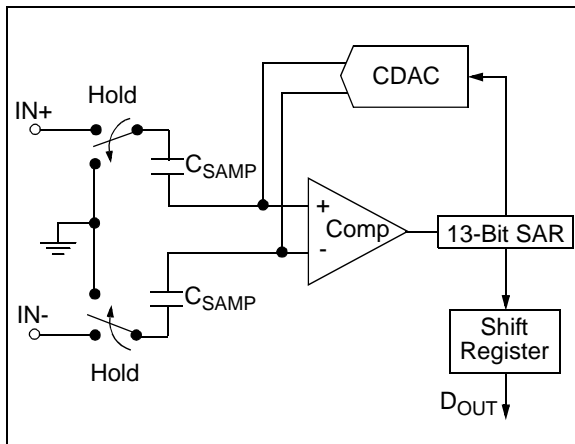 CDAC
Hold
IN+
CSAMP
+
Comp
-
13-Bit SAR
CSAMP
IN-
Hold
Shift
Register
DOUT